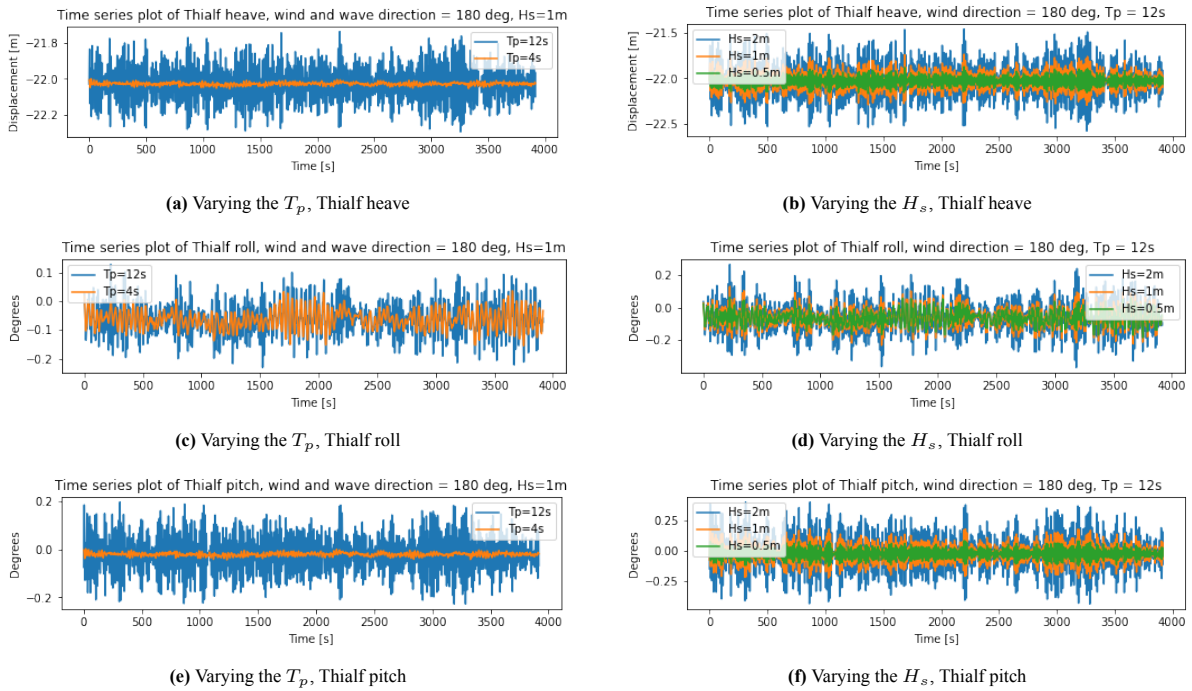 Time series plot of Thialf heave, wind and wave direction = 180 deg, Hs=1m
Displacement [m]
−21.8
−22.0
−22.2
Tp=12s
Tp=4s
0 500 1000 1500 2000 2500 3000 3500 4000
Time [s]
(a) Varying the Tp, Thialf heave
Time series plot of Thialf heave, wind direction = 180 deg, Tp = 12s
Displacement [m]
−21.5
−22.0
−22.5
Hs=2m
Hs=1m
Hs=0.5m
0 500 1000 1500 2000 2500 3000 3500 4000
Time [s]
(b) Varying the Hs, Thialf heave
Time series plot of Thialf roll, wind and wave direction = 180 deg, Hs=1m
Degrees
0.1
0.0
−0.1
−0.2
Tp=12s
Tp=4s
0 500 1000 1500 2000 2500 3000 3500 4000
Time [s]
(c) Varying the Tp, Thialf roll
Time series plot of Thialf roll, wind direction = 180 deg, Tp = 12s
Degrees
0.2
0.0
−0.2
Hs=2m
Hs=1m
Hs=0.5m
0 500 1000 1500 2000 2500 3000 3500 4000
Time [s]
(d) Varying the Hs, Thialf roll
Time series plot of Thialf pitch, wind and wave direction = 180 deg, Hs=1m
Degrees
0.2
0.0
−0.2
Tp=12s
Tp=4s
0 500 1000 1500 2000 2500 3000 3500 4000
Time [s]
(e) Varying the Tp, Thialf pitch
Time series plot of Thialf pitch, wind direction = 180 deg, Tp = 12s
Degrees
0.25
0.00
−0.25
Hs=2m
Hs=1m
Hs=0.5m
0 500 1000 1500 2000 2500 3000 3500 4000
Time [s]
(f) Varying the Hs, Thialf pitch